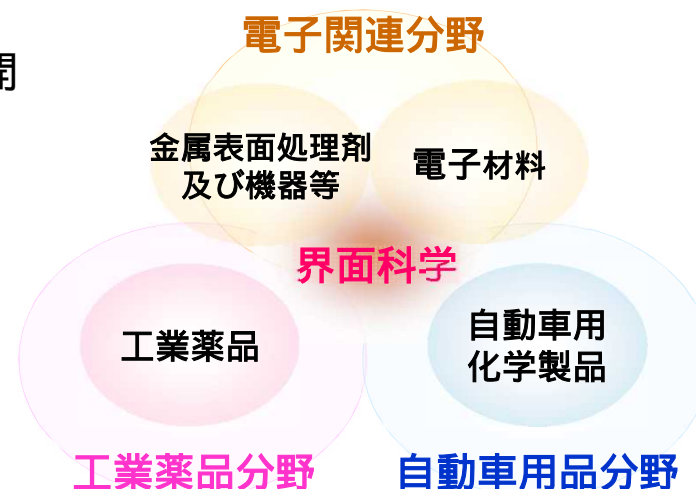 電子関連分野
開
金属表面処理剤
及び機器等
電子材料
界面科学
工業薬品
自動車用
化学製品
工業薬品分野
自動車用品分野